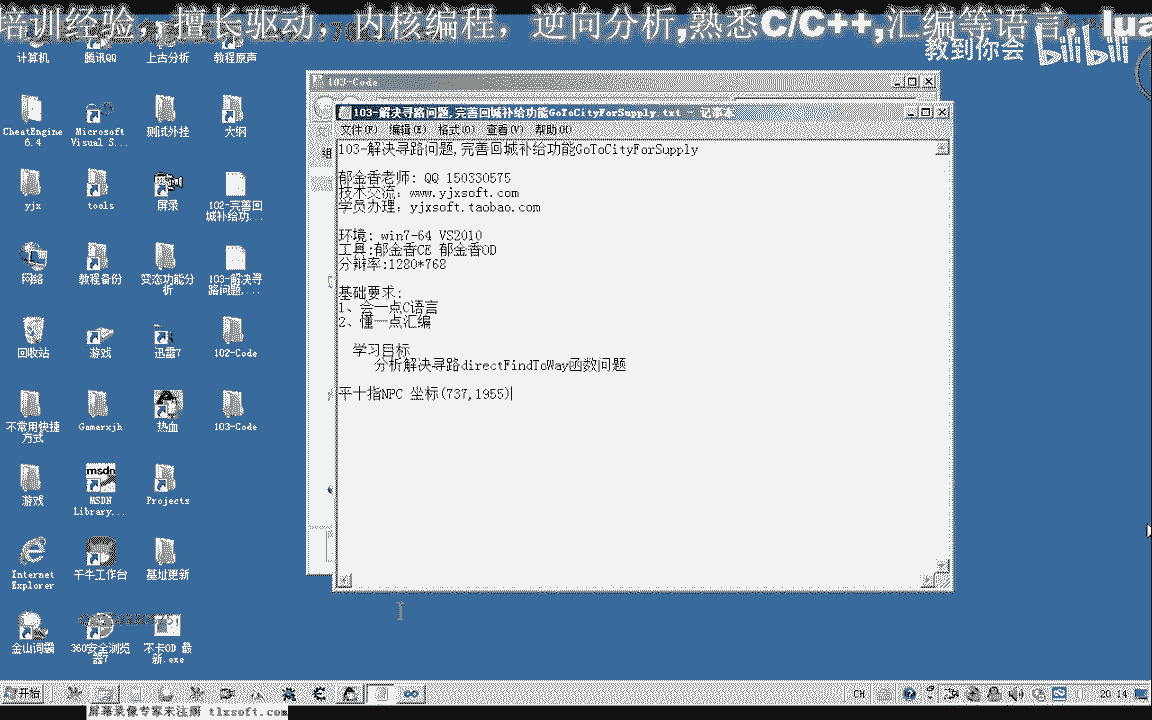 培训经验，擅长驱动，内核编程，逆向分析,熟悉C/C++,汇编等语言，lua
教到你会 bilibili
计算机
腾讯QQ
上古分析
教程原声
CheatEngine 6.4
Microsoft Visual S...
测试外挂
大纲
yjx
tools
屏录
102-完善回城补给功...
网络
教程备份
变态功能分析
103-解决寻路问题,...
回收站
游戏
迅雷7
102-Code
不常用快捷方式
Gamerxjh
热血
103-Code
游戏
MSDN Library...
Projects
Internet Explorer
千牛工作台
基址更新
金山词霸
360安全浏览器7
不卡OD 最新.exe
103-Code
组
103-解决寻路问题,完善回城补给功能GoToCityForSupply.txt - 记事本
文件(F) 编辑(E) 格式(O) 查看(V) 帮助(H)
103-解决寻路问题,完善回城补给功能GoToCityForSupply
郁金香老师: QQ 150330575
技术交流：www.yjxsoft.com
学员办理：yjxsoft.taobao.com
环境: win7-64 VS2010
工具:郁金香CE 郁金香OD
分辩率:1280*768
基础要求:
1、会一点C语言
2、懂一点汇编
学习目标
分析解决寻路directFindToWay函数问题
平十指NPC 坐标(737,1955)
开始
CH
20:14
屏幕录像专家未注册 tlxsoft.com